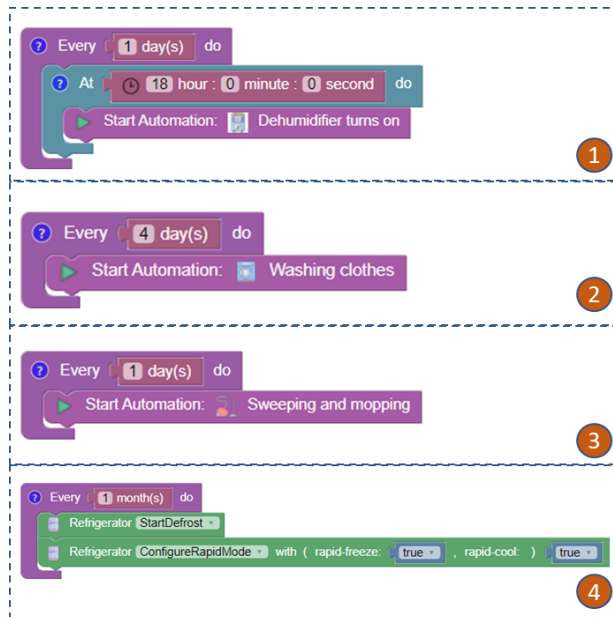 ? Every 1 day(s) do
? At 18 hour : 0 minute : 0 second do
Start Automation: Dehumidifier turns on
1
? Every 4 day(s) do
Start Automation: Washing clothes
2
? Every 1 day(s) do
Start Automation: Sweeping and mopping
3
? Every 1 month(s) do
Refrigerator StartDefrost
Refrigerator ConfigureRapidMode with ( rapid-freeze: true , rapid-cool: ) true
4